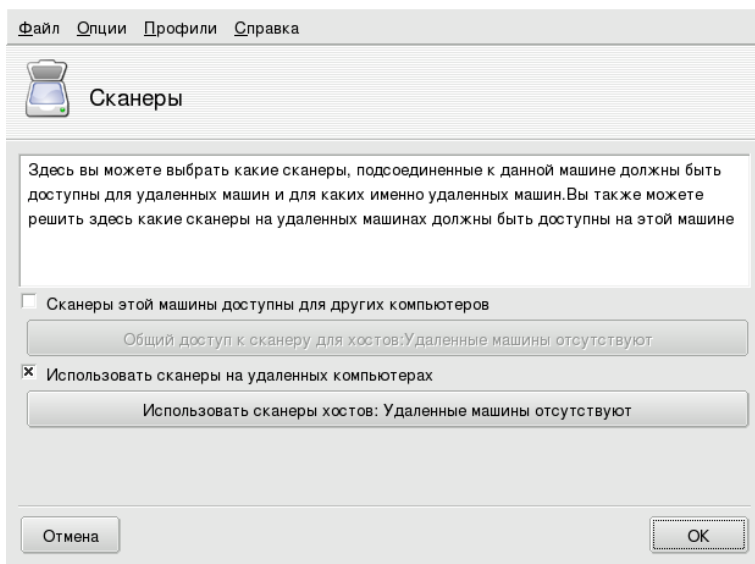 Файл Опции Профили Справка
Сканеры
Здесь вы можете выбрать какие сканеры, подсоединенные к данной машине должны быть
доступны для удаленных машин и для каких именно удаленных машин.Вы также можете
решить здесь какие сканеры на удаленных машинах должны быть доступны на этой машине
Сканеры этой машины доступны для других компьютеров
Общий доступ к сканеру для хостов:Удаленные машины отсутствуют
Использовать сканеры на удаленных компьютерах
Использовать сканеры хостов: Удаленные машины отсутствуют
Отмена OK